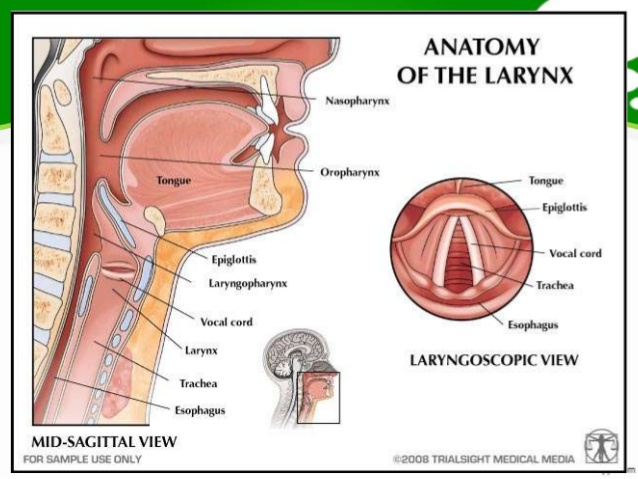 ANATOMY
OF THE LARYNX
Nasopharynx
Oropharynx
Tongue
Epiglottis
Laryngopharynx
Vocal cord
Larynx
Trachea
Esophagus
MID-SAGITTAL VIEW
Tongue
Epiglottis
Vocal cord
Trachea
Esophagus
LARYNGOSCOPIC VIEW
FOR SAMPLE USE ONLY
©2008 TRIALSIGHT MEDICAL MEDIA